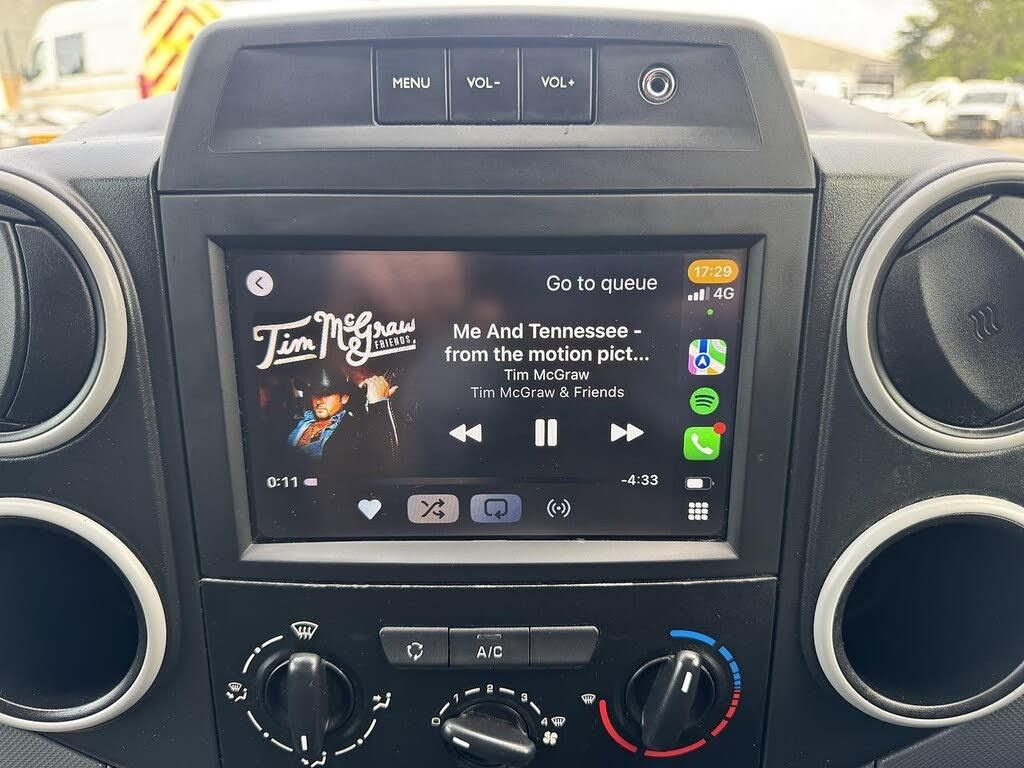 MENU
VOL-
VOL+
Go to queue
17:29
4G
Tim McGraw
& FRIENDS
Me And Tennessee -
from the motion pict...
Tim McGraw
Tim McGraw & Friends
0:11
-4:33
A/C
0 1 2 3 4